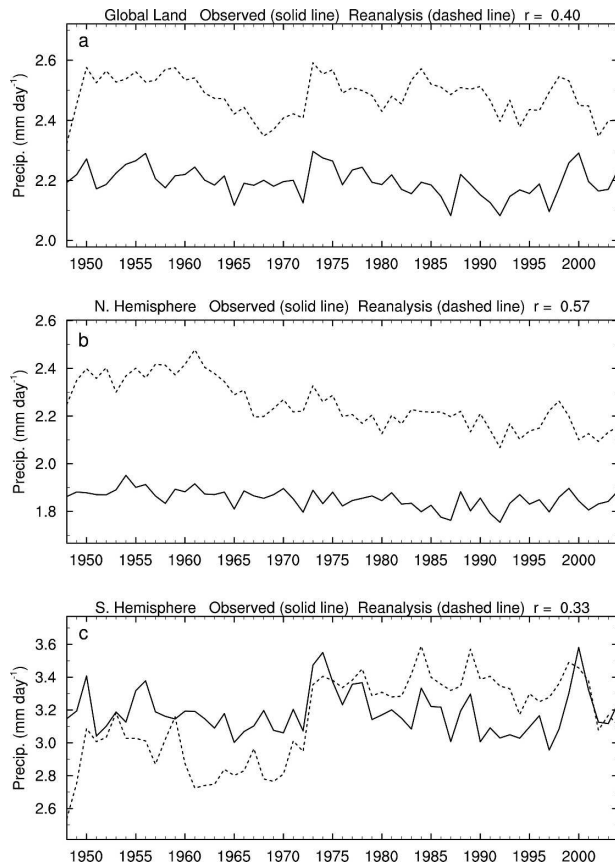 Global Land Observed (solid line) Reanalysis (dashed line) r = 0.40
a
2.6
2.4
2.2
2.0
Precip. (mm day-1)
1950 1955 1960 1965 1970 1975 1980 1985 1990 1995 2000
N. Hemisphere Observed (solid line) Reanalysis (dashed line) r = 0.57
b
2.6
2.4
2.2
2.0
1.8
Precip. (mm day-1)
1950 1955 1960 1965 1970 1975 1980 1985 1990 1995 2000
S. Hemisphere Observed (solid line) Reanalysis (dashed line) r = 0.33
c
3.6
3.4
3.2
3.0
2.8
2.6
Precip. (mm day-1)
1950 1955 1960 1965 1970 1975 1980 1985 1990 1995 2000